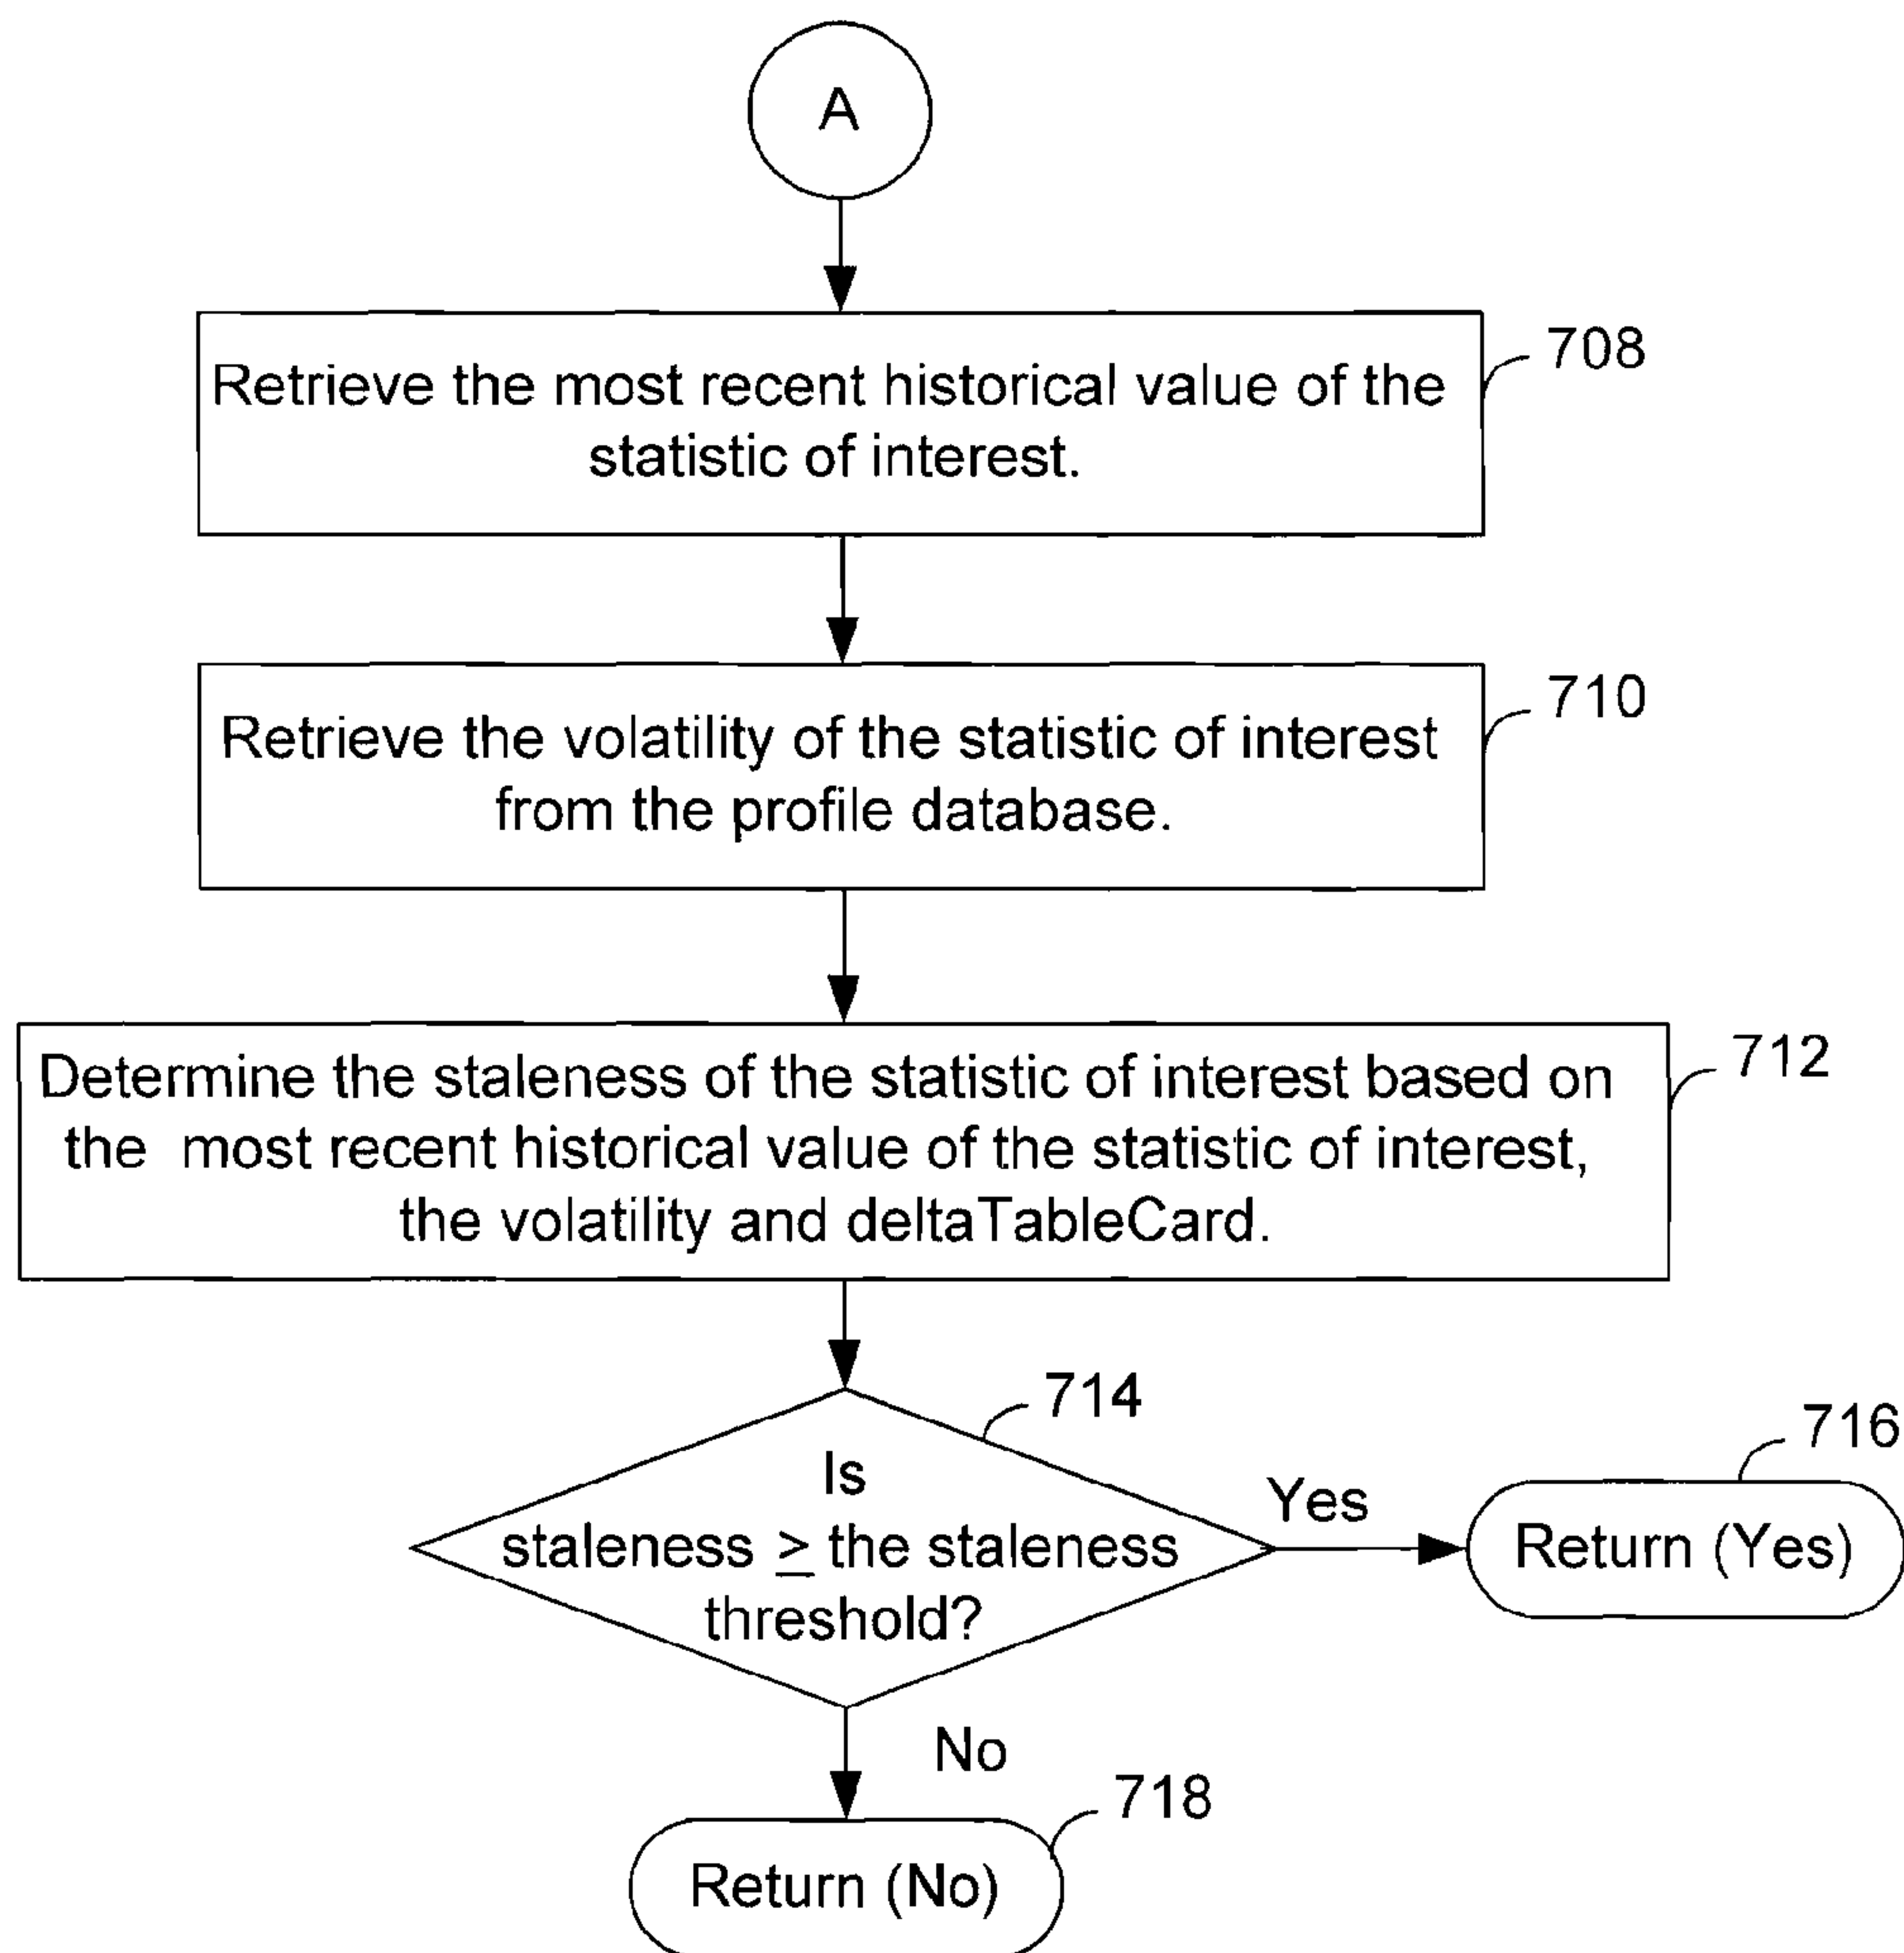 A
708
Retrieve the most recent historical value of the
statistic of interest.
710
Retrieve the volatility of the statistic of interest
from the profile database.
712
Determine the staleness of the statistic of interest based on
the most recent historical value of the statistic of interest,
the volatility and deltaTableCard.
714
Is
staleness ≥ the staleness
threshold?
Yes
716
Return (Yes)
No
718
Return (No)